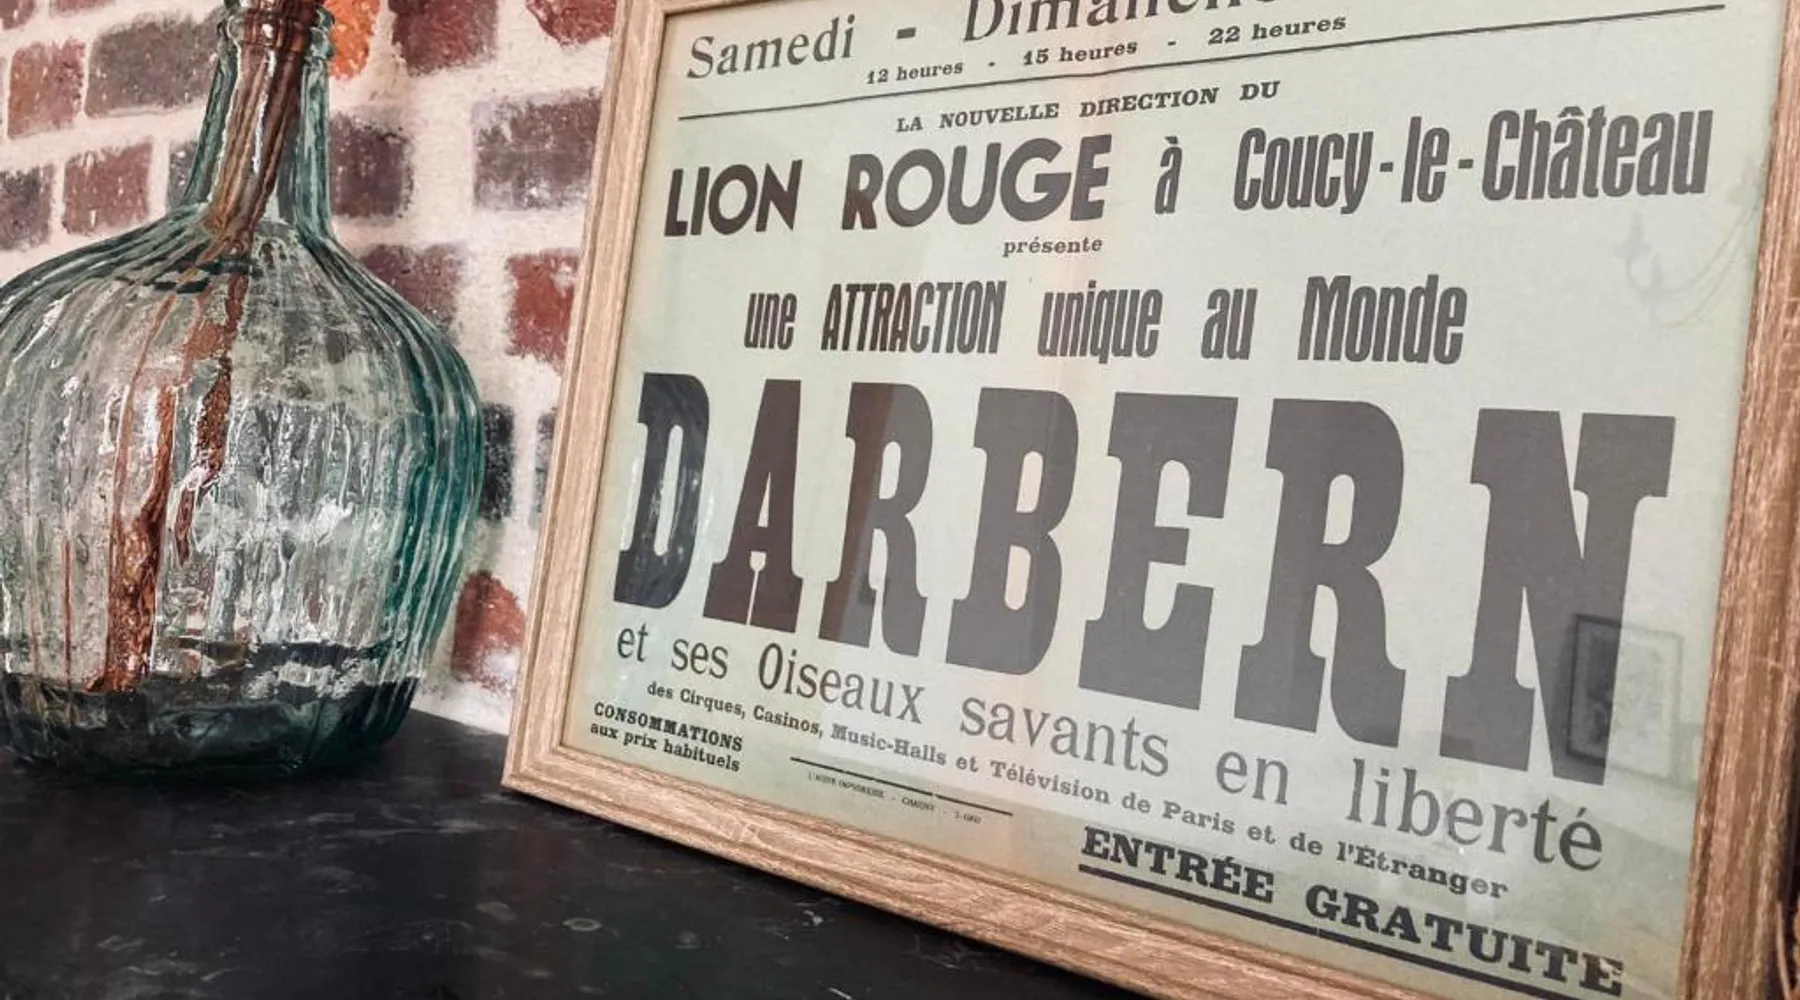 Samedi - Dimanche
12 heures - 15 heures - 22 heures
LA NOUVELLE DIRECTION DU
LION ROUGE à Coucy-le-Château
présente
une ATTRACTION unique au Monde
DARBERN
et ses Oiseaux savants en liberté
des Cirques, Casinos, Music-Halls et Télévision de Paris et de l'Étranger
CONSOMMATIONS
aux prix habituels
ENTRÉE GRATUITE